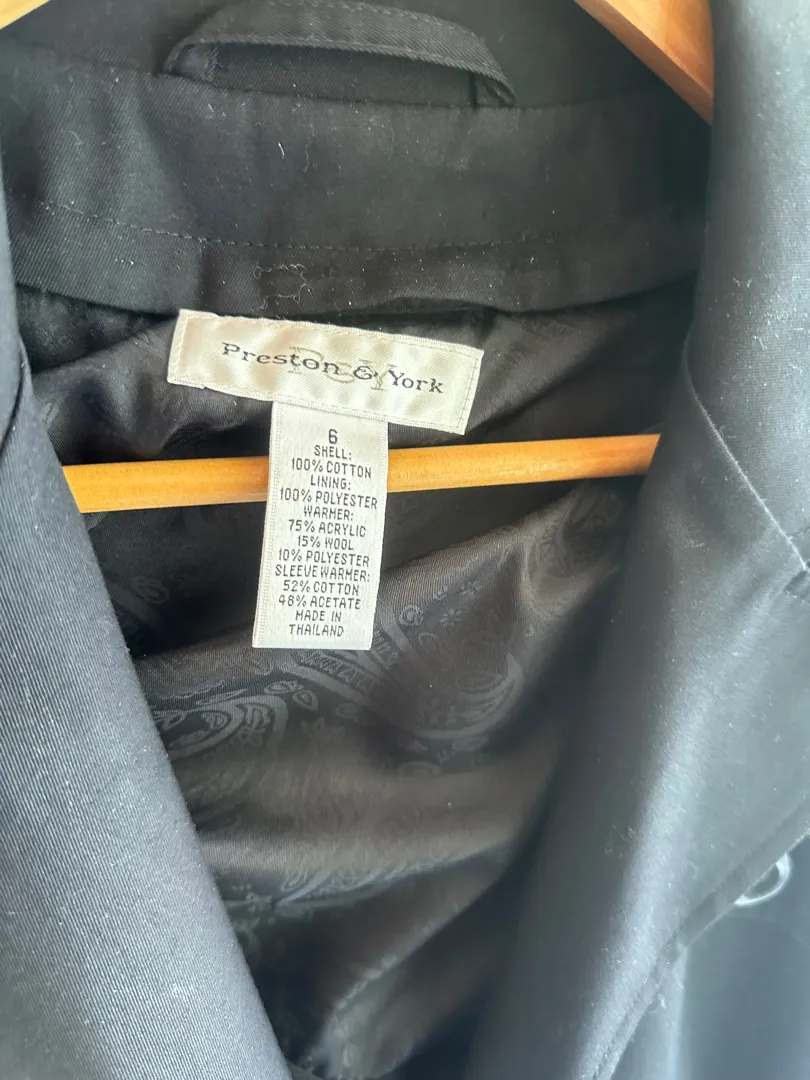 Preston & York
6
SHELL:
100% COTTON
LINING:
100% POLYESTER
WARMER:
75% ACRYLIC
15% WOOL
10% POLYESTER
SLEEVE WARMER:
52% COTTON
48% ACETATE
MADE IN
THAILAND